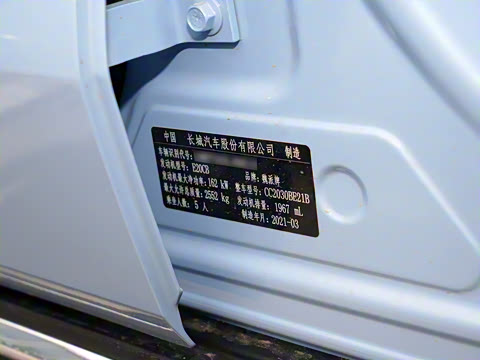 中国 长城汽车股份有限公司 制造
车辆识别代号:
发动机型号: E20CB 品牌: 魏派牌
发动机最大净功率: 162 kW 整车型号: CC2030BE21B
最大允许总质量: 2552 kg 发动机排量: 1967 mL
乘坐人数: 5 人 制造年月: 2021-03